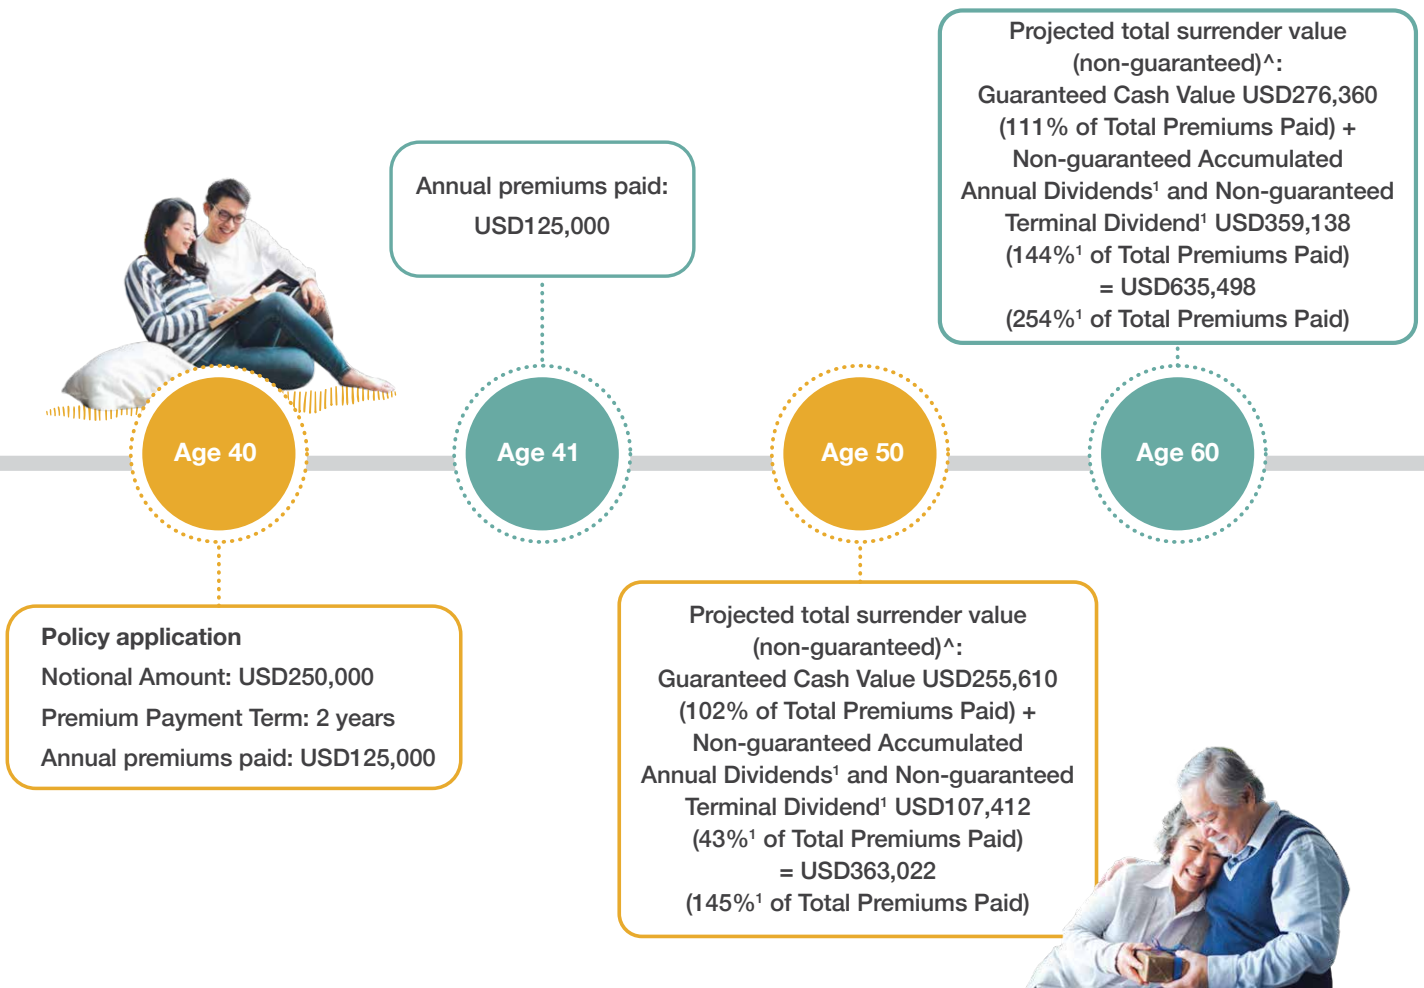 Projected total surrender value
(non-guaranteed)^:
Guaranteed Cash Value USD276,360
(111% of Total Premiums Paid) +
Non-guaranteed Accumulated
Annual Dividends¹ and Non-guaranteed
Terminal Dividend¹ USD359,138
(144%¹ of Total Premiums Paid)
= USD635,498
(254%¹ of Total Premiums Paid)
Annual premiums paid:
USD125,000
Age 40
Age 41
Age 50
Age 60
Policy application
Notional Amount: USD250,000
Premium Payment Term: 2 years
Annual premiums paid: USD125,000
Projected total surrender value
(non-guaranteed)^:
Guaranteed Cash Value USD255,610
(102% of Total Premiums Paid) +
Non-guaranteed Accumulated
Annual Dividends¹ and Non-guaranteed
Terminal Dividend¹ USD107,412
(43%¹ of Total Premiums Paid)
= USD363,022
(145%¹ of Total Premiums Paid)